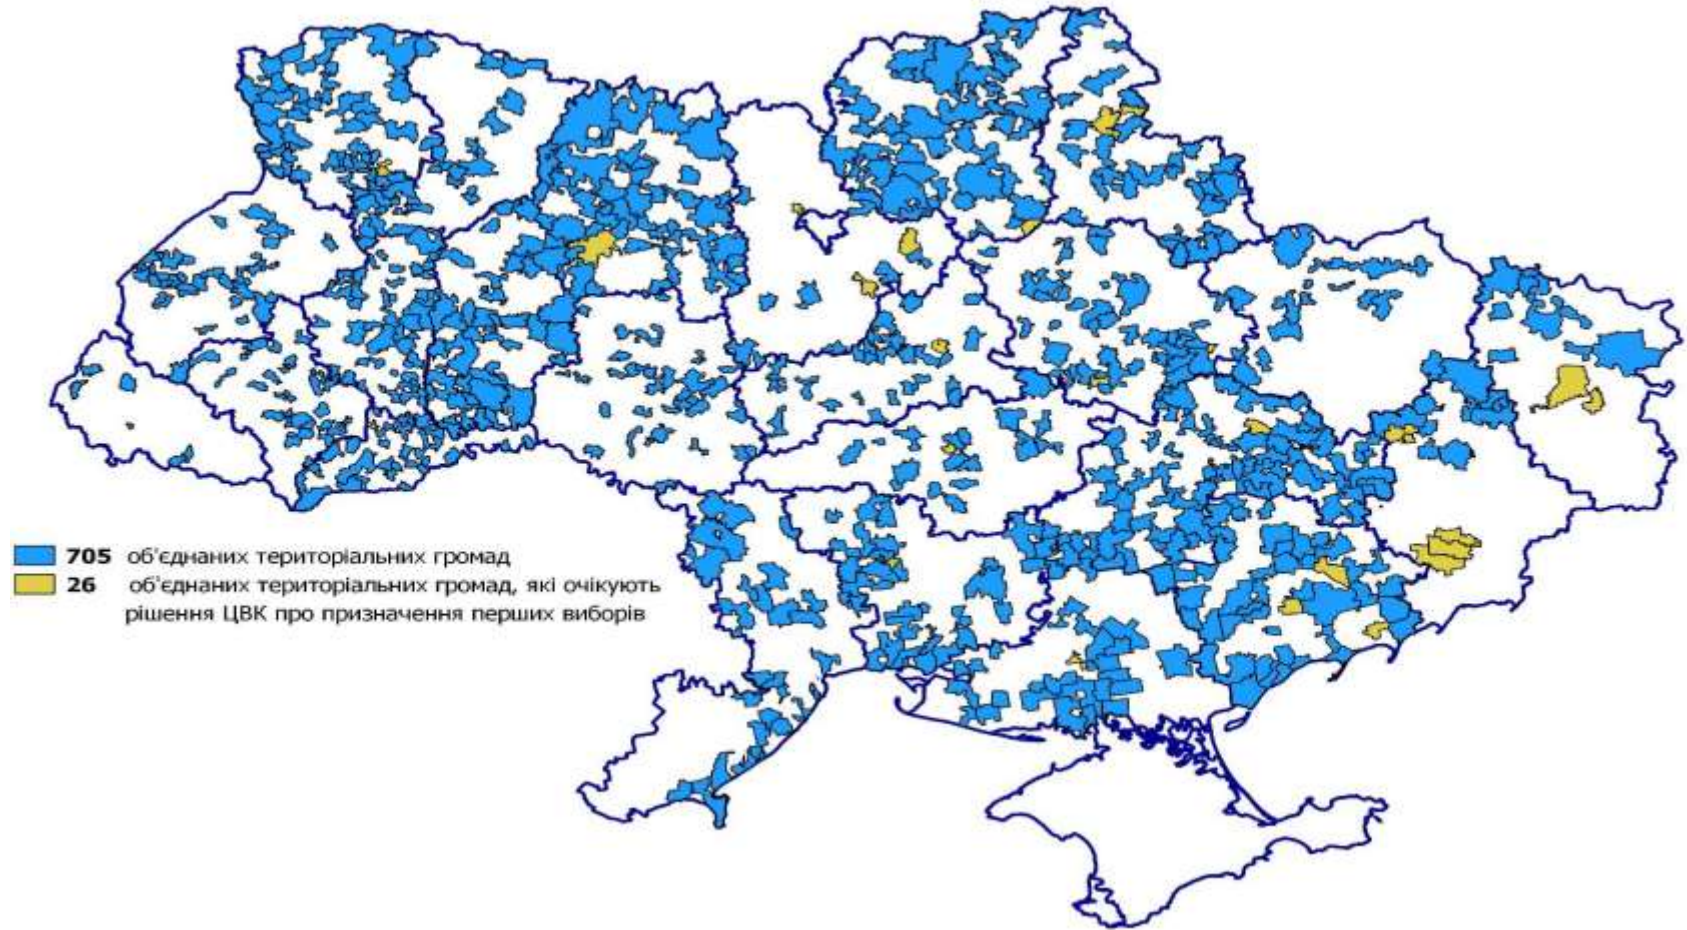 705 об'єднаних територіальних громад
26 об'єднаних територіальних громад, які очікують
рішення ЦВК про призначення перших виборів